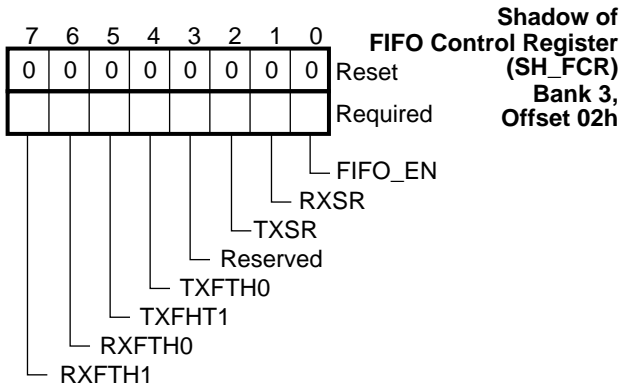 Shadow of
FIFO Control Register
(SH_FCR)
Bank 3,
Offset 02h
7 6 5 4 3 2 1 0
0 0 0 0 0 0 0 0 Reset
Required
FIFO_EN
RXSR
TXSR
Reserved
TXFTH0
TXFHT1
RXFTH0
RXFTH1